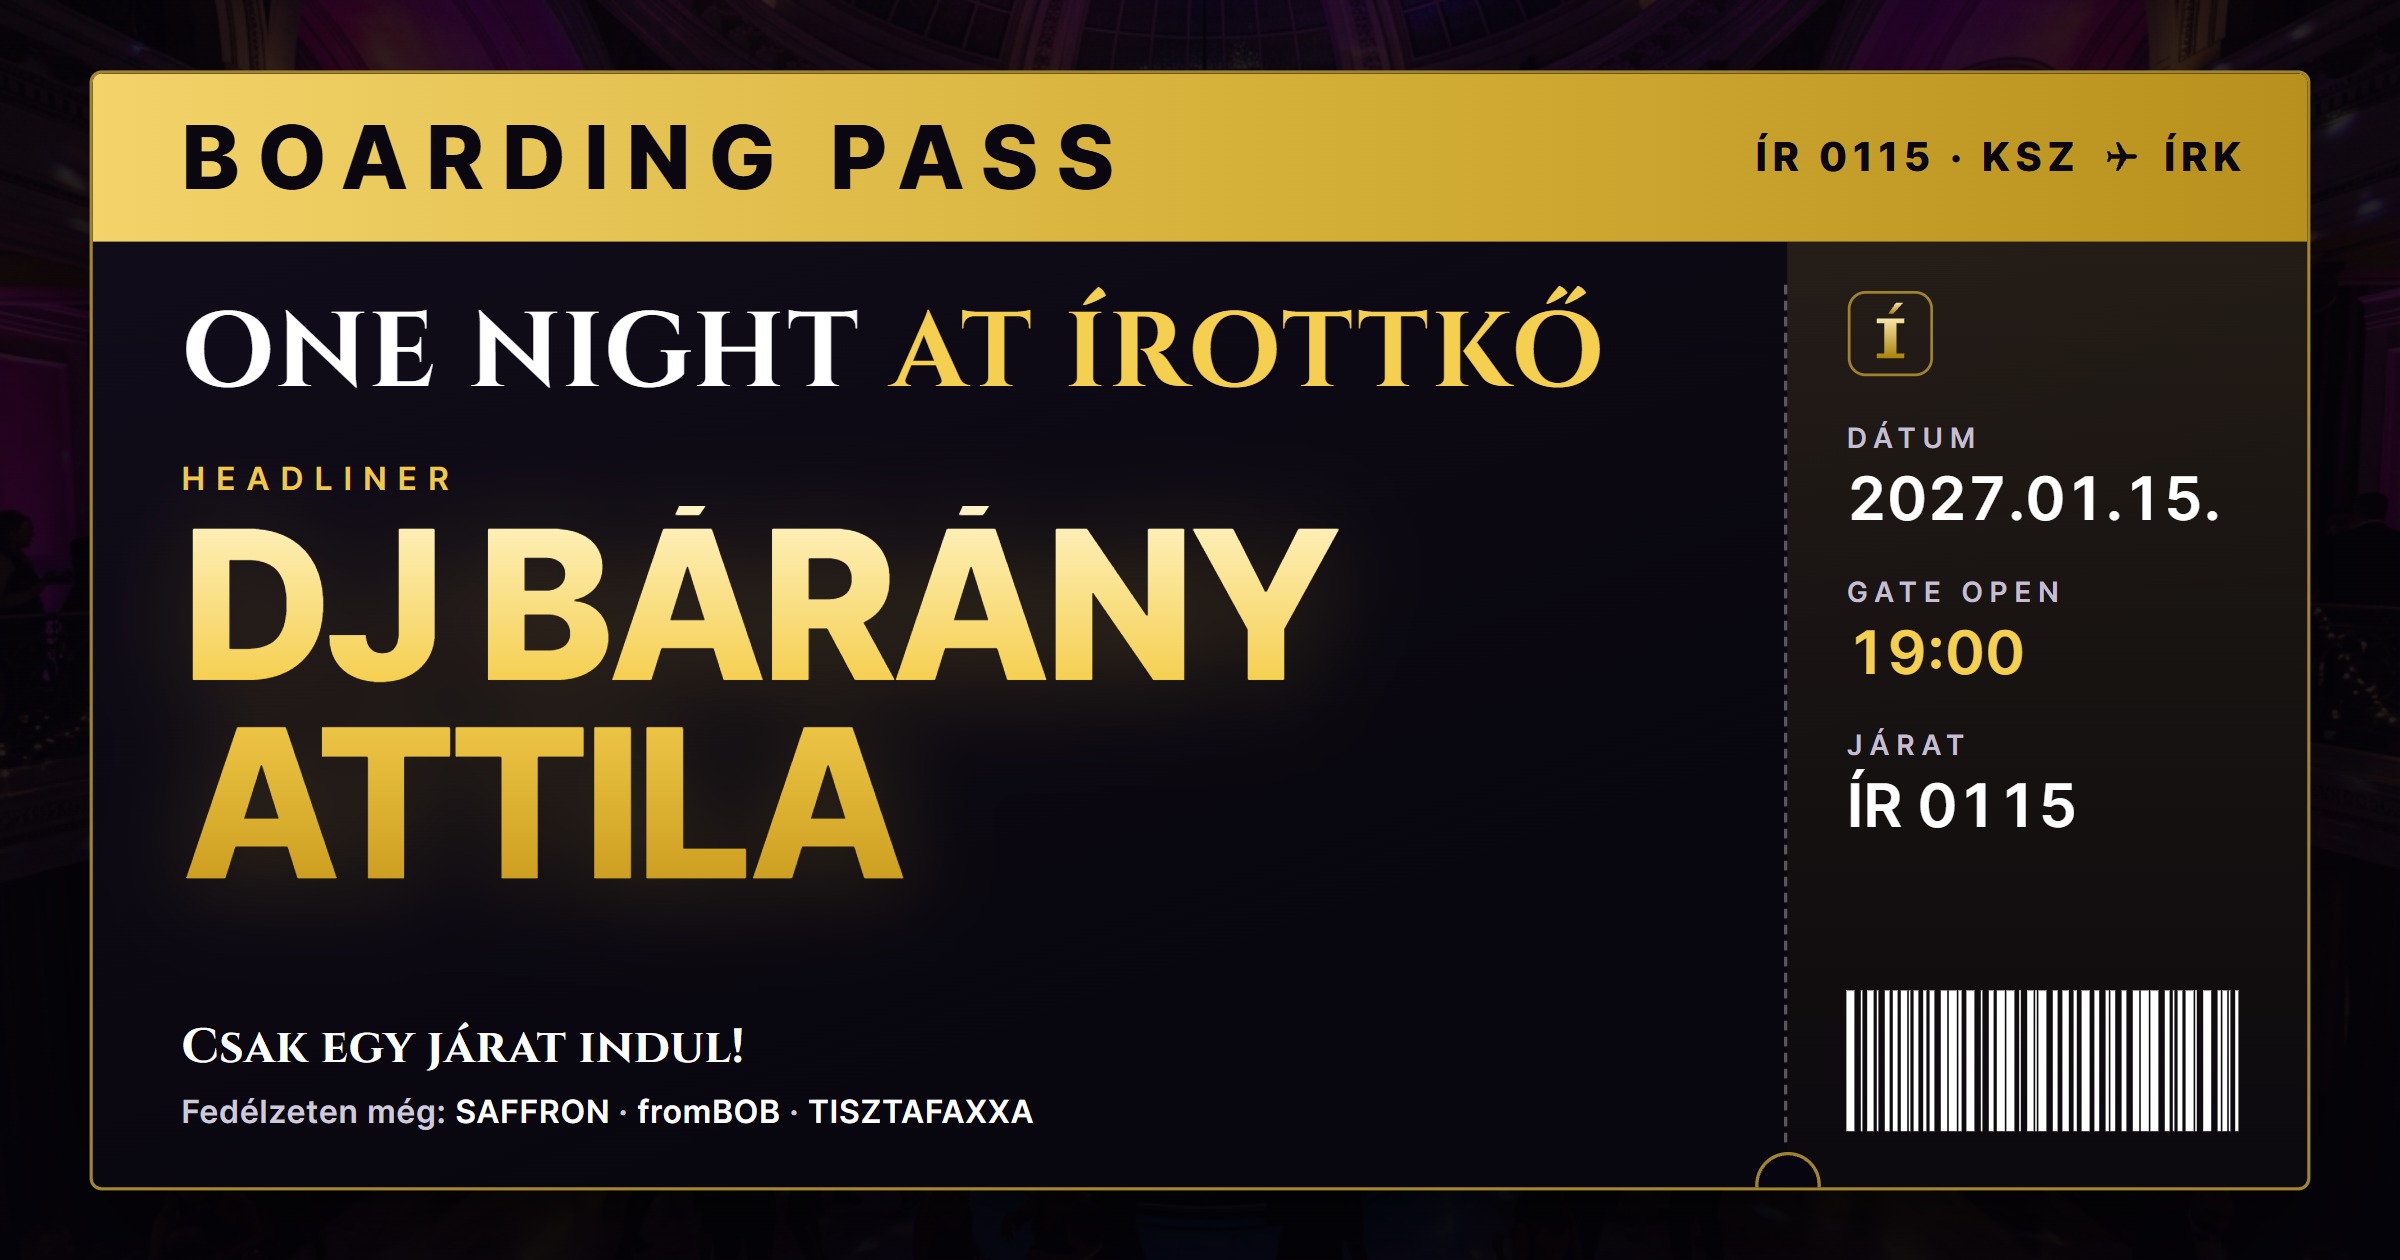 BOARDING PASS
ÍR 0115 · KSZ ✈ ÍRK
ONE NIGHT AT ÍROTTKŐ
HEADLINER
DJ BÁRÁNY
ATTILA
Csak egy járat indul!
Fedélzeten még: SAFFRON · fromBOB · TISZTAFAXXA
Í
DÁTUM
2027.01.15.
GATE OPEN
19:00
JÁRAT
ÍR 0115